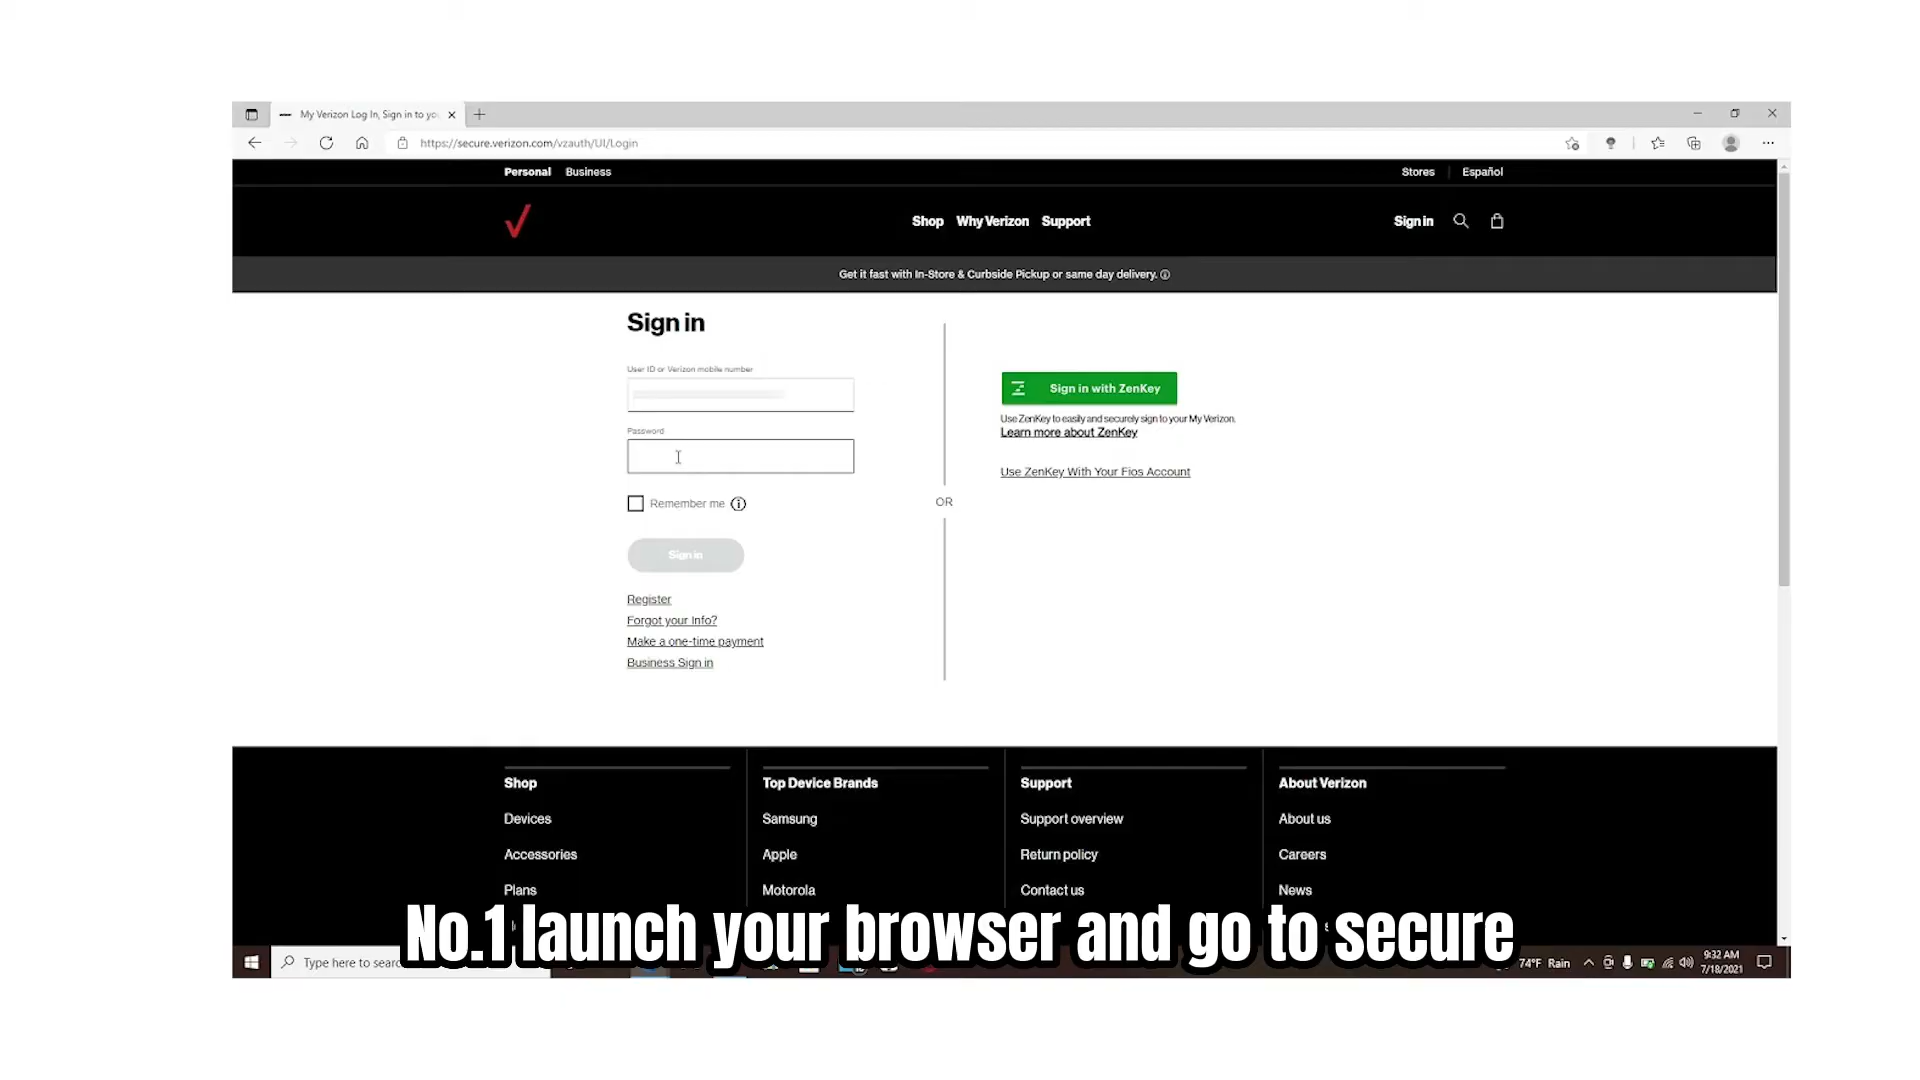 My Verizon Log In, Sign in to yo
https://secure.verizon.com/vzauth/UI/Login
Personal Business
Stores Español
Shop Why Verizon Support
Sign in
Get it fast with In-Store & Curbside Pickup or same day delivery.
Sign in
User ID or Verizon mobile number
Password
Remember me
Sign in
Register
Forgot your Info?
Make a one-time payment
Business Sign in
OR
Sign in with ZenKey
Use ZenKey to easily and securely sign to your My Verizon.
Learn more about ZenKey
Use ZenKey With Your Fios Account
Shop
Devices
Accessories
Plans
Top Device Brands
Samsung
Apple
Motorola
Support
Support overview
Return policy
Contact us
About Verizon
About us
Careers
News
No.1 launch your browser and go to secure
Type here to searc
74°F Rain
9:32 AM
7/18/2021